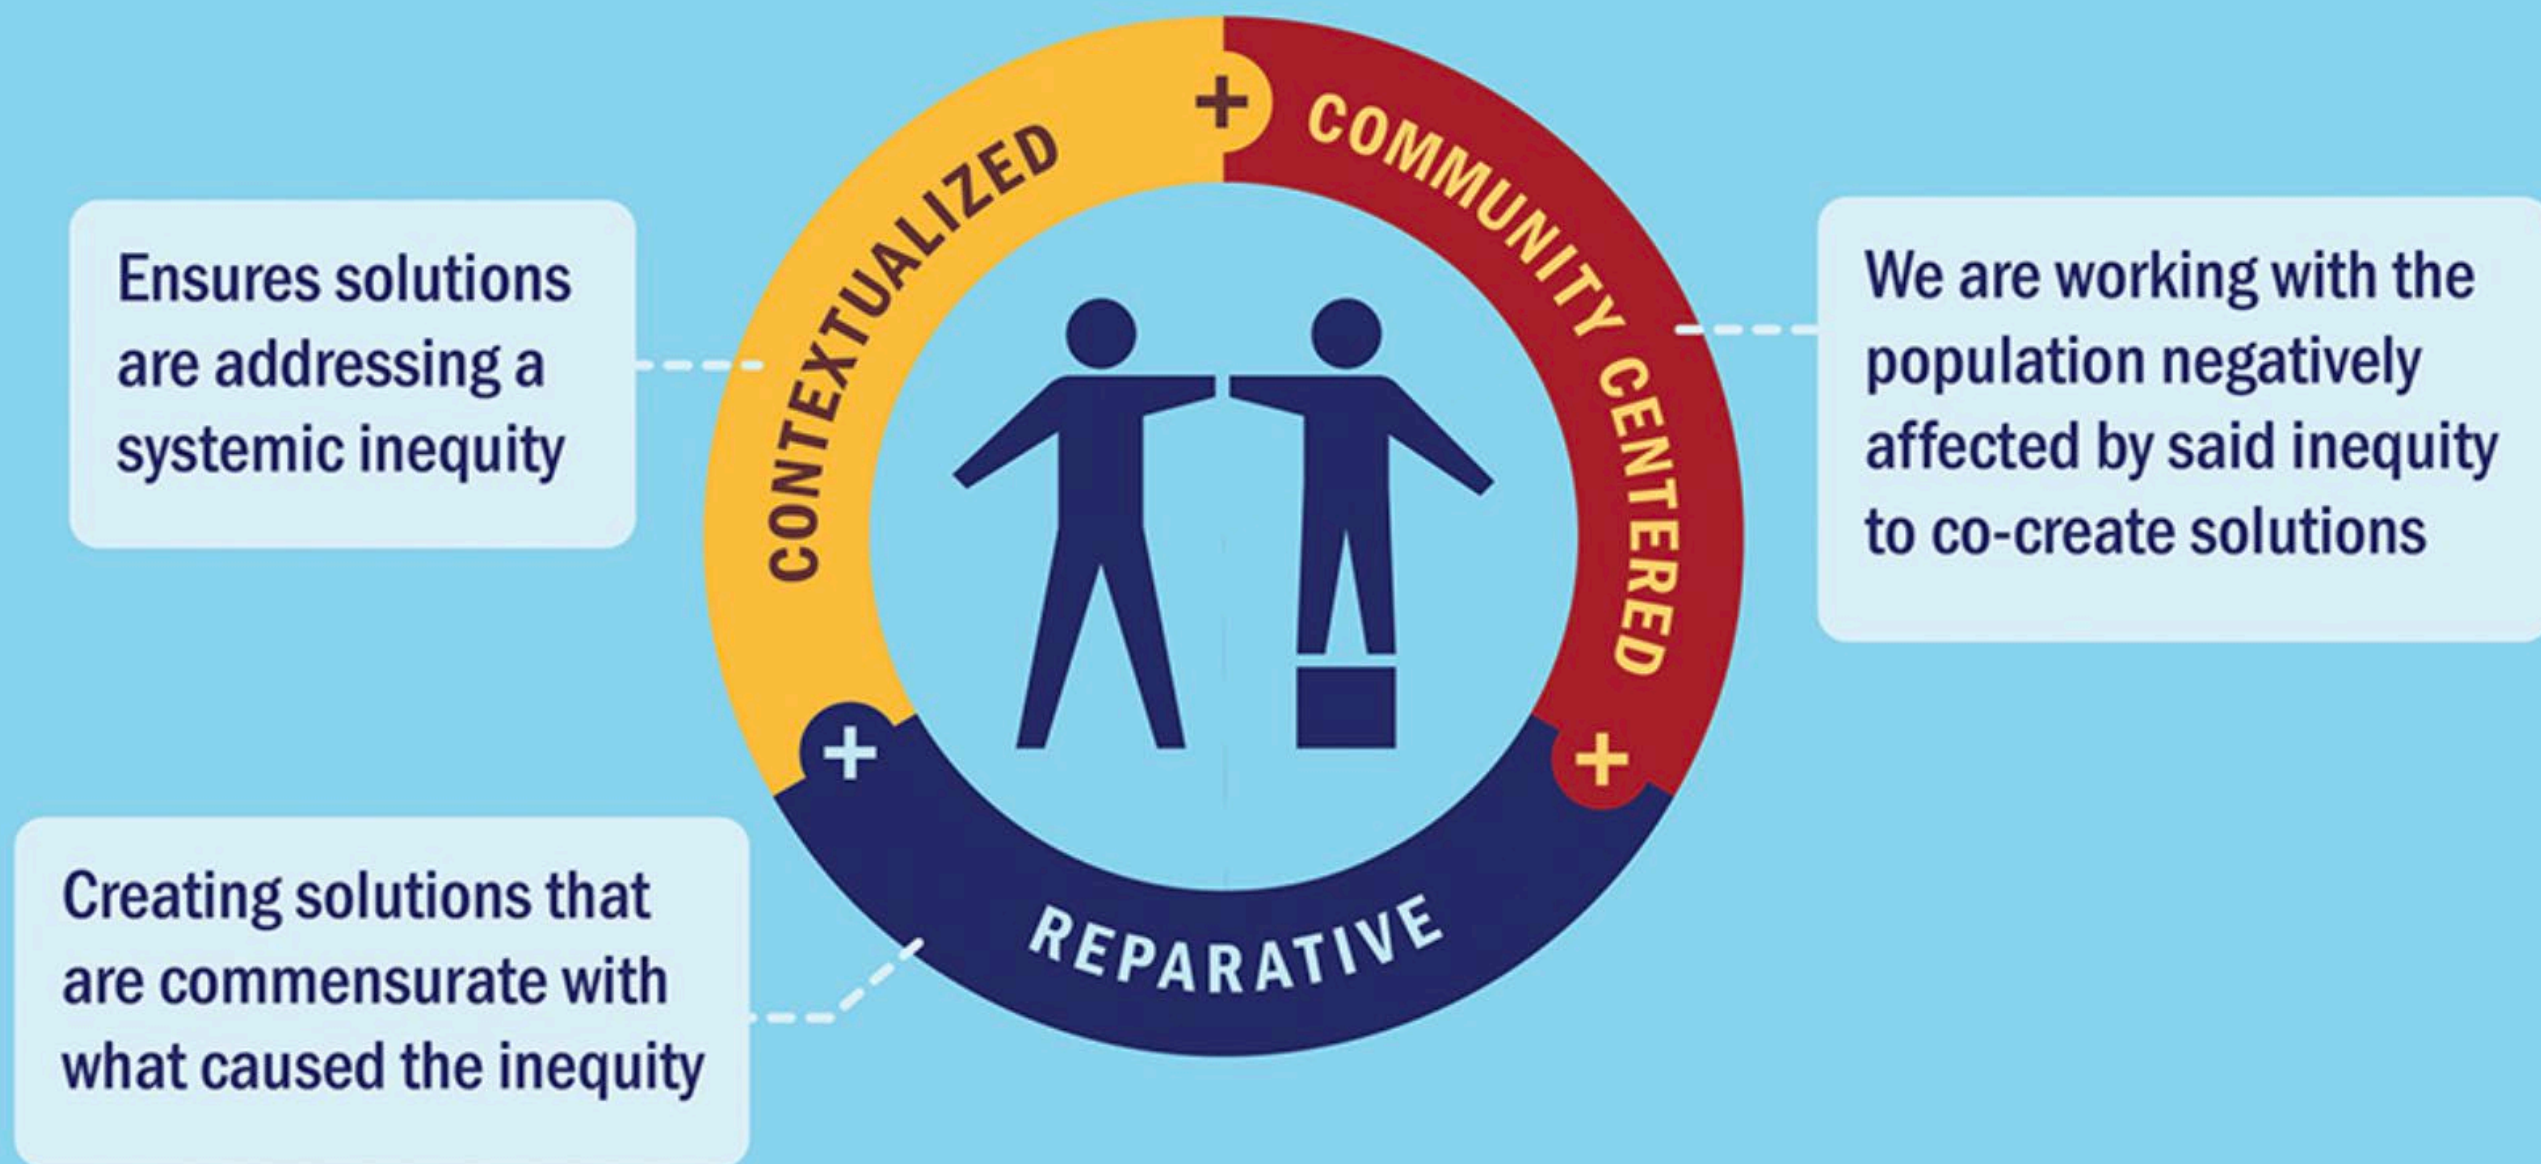 CONTEXTUALIZED
+
COMMUNITY CENTERED
Ensures solutions
are addressing a
systemic inequity
We are working with the
population negatively
affected by said inequity
to co-create solutions
+
+
REPARATIVE
Creating solutions that
are commensurate with
what caused the inequity